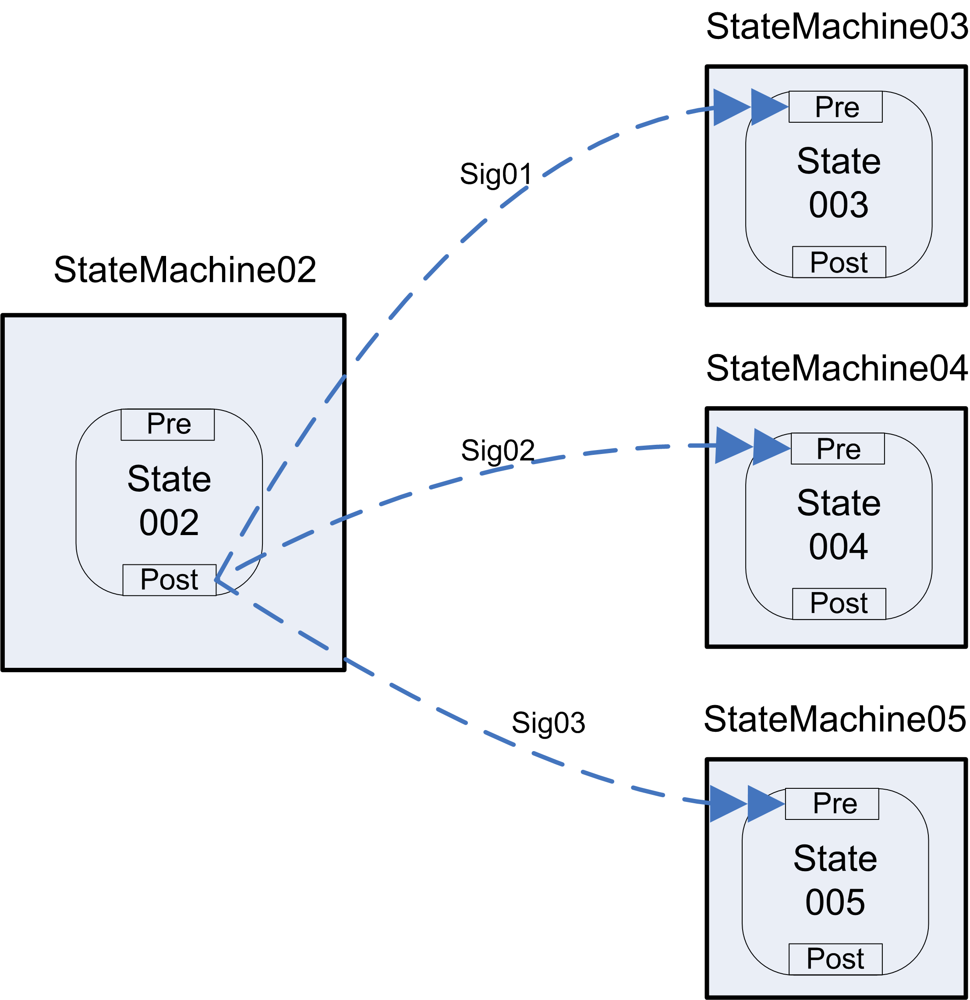 StateMachine03
Pre
State
003
Post
Sig01
StateMachine02
Pre
State
002
Post
StateMachine04
Sig02
Pre
State
004
Post
Sig03
StateMachine05
Pre
State
005
Post